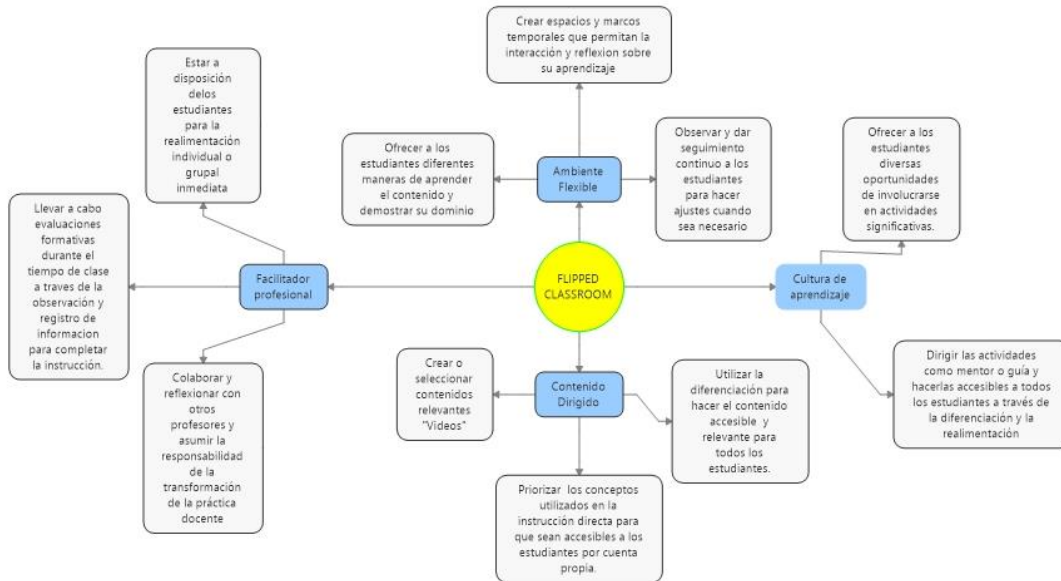 Crear espacios y marcos
temporales que permitan la
interacción y reflexion sobre
su aprendizaje
Estar a
disposición
delos
estudiantes
para la
realimentación
individual o
grupal
inmediata
Ofrecer a los
estudiantes diferentes
maneras de aprender
el contenido y
demostrar su dominio
Ambiente
Flexible
Observar y dar
seguimiento
continuo a los
estudiantes
para hacer
ajustes cuando
sea necesario
Ofrecer a los
estudiantes
diversas
oportunidades
de involucrarse
en actividades
significativas.
Llevar a cabo
evaluaciones
formativas
durante el
tiempo de clase
a traves de la
observación y
registro de
informacion
para completar
la instrucción.
Facilitador
profesional
FLIPPED
CLASSROOM
Cultura de
aprendizaje
Colaborar y
reflexionar con
otros
profesores y
asumir la
responsabilidad
de la
transformación
de la práctica
docente
Crear o
seleccionar
contenidos
relevantes
"Videos"
Contenido
Dirigido
Utilizar la
diferenciación para
hacer el contenido
accesible y
relevante para
todos los
estudiantes.
Dirigir las actividades
como mentor o guía y
hacerlas accesibles a todos
los estudiantes a través de
la diferenciación y la
realimentación
Priorizar los conceptos
utilizados en la
instrucción directa para
que sean accesibles a los
estudiantes por cuenta
propia.